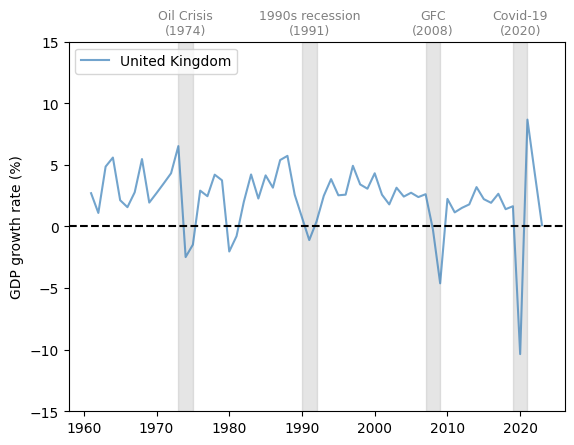 Oil Crisis
(1974)
1990s recession
(1991)
GFC
(2008)
Covid-19
(2020)
United Kingdom
GDP growth rate (%)
15
10
5
0
−5
−10
−15
1960 1970 1980 1990 2000 2010 2020